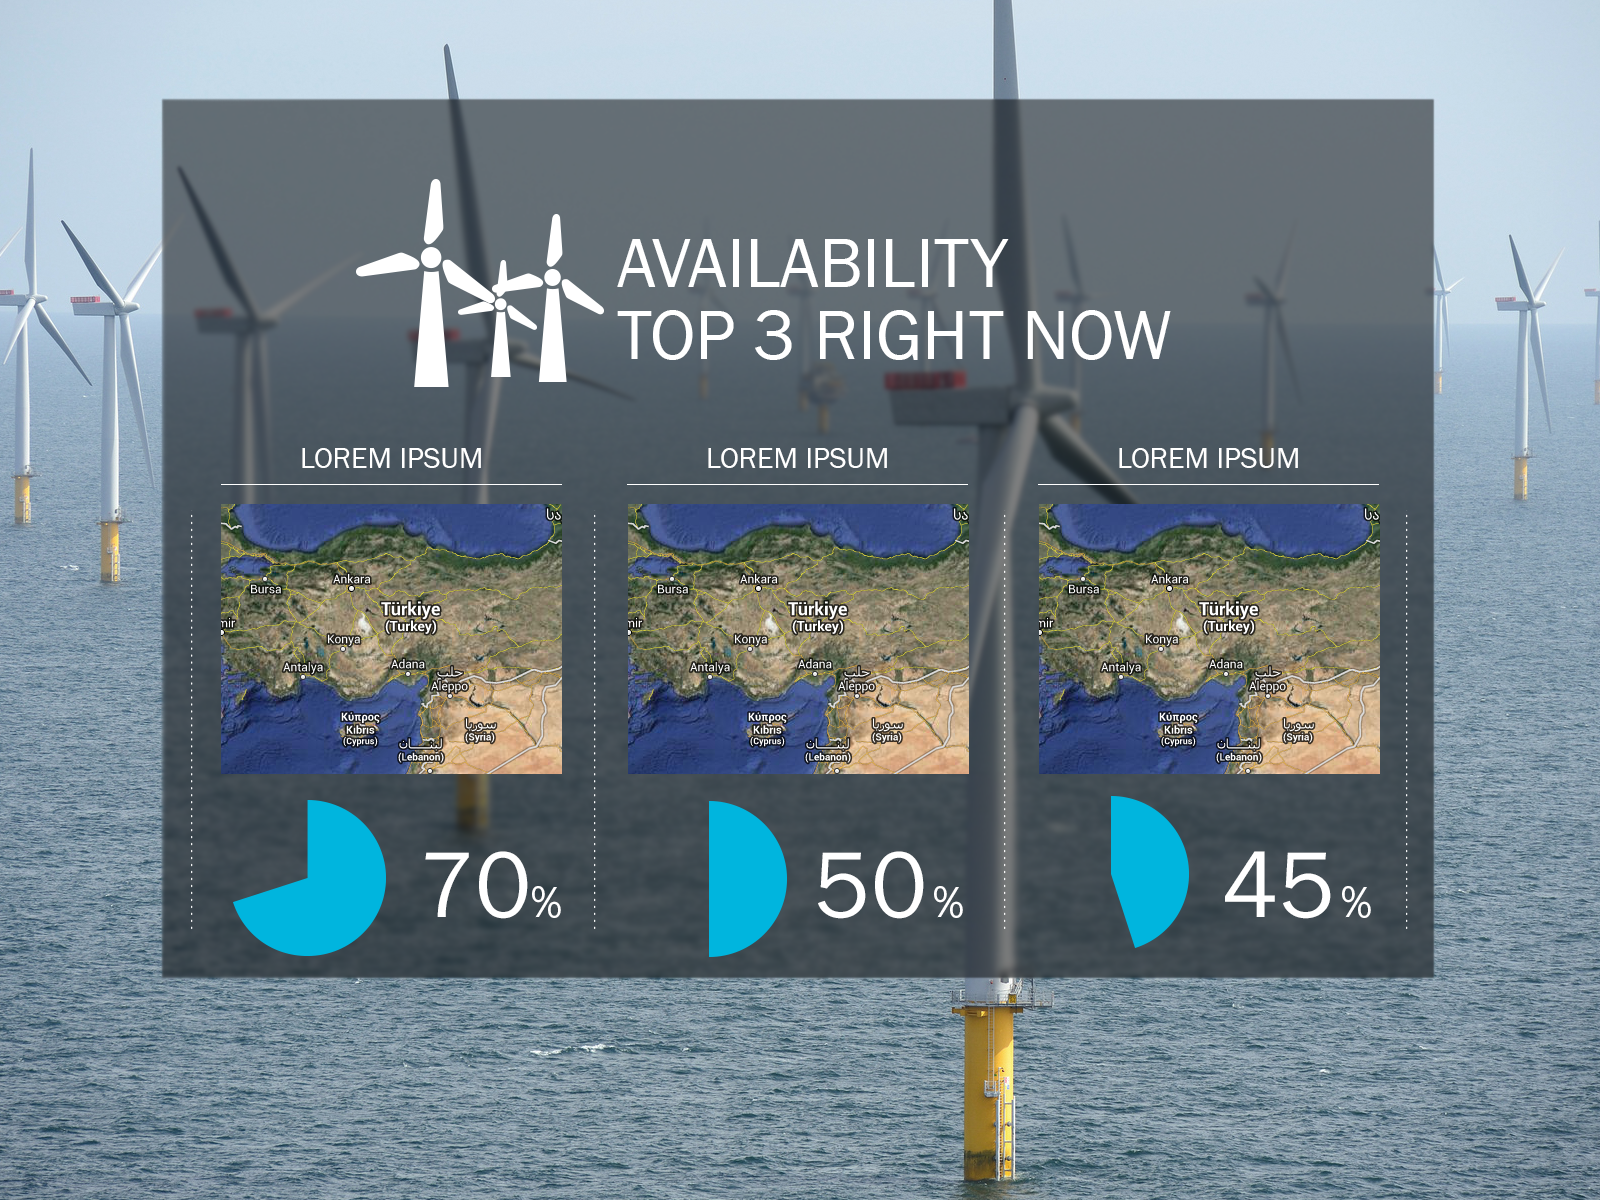 AVAILABILITY
TOP 3 RIGHT NOW
LOREM IPSUM
Bursa
Ankara
Türkiye
(Turkey)
mir
Konya
Antalya
Adana
حلب
Aleppo
Κύπρος
Kıbrıs
(Cyprus)
سوريا
(Syria)
لبنــــــان
(Lebanon)
70%
LOREM IPSUM
Bursa
Ankara
Türkiye
(Turkey)
mir
Konya
Antalya
Adana
حلب
Aleppo
Κύπρος
Kıbrıs
(Cyprus)
سوريا
(Syria)
لبنــــــان
(Lebanon)
50%
LOREM IPSUM
Bursa
Ankara
Türkiye
(Turkey)
mir
Konya
Antalya
Adana
حلب
Aleppo
Κύπρος
Kıbrıs
(Cyprus)
سوريا
(Syria)
لبنــــــان
(Lebanon)
45%